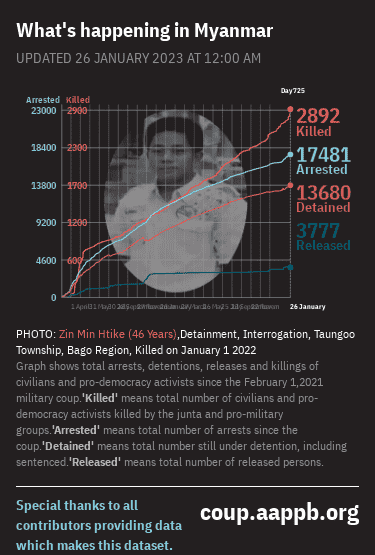 What's happening in Myanmar
UPDATED 26 JANUARY 2023 AT 12:00 AM
Day725
Arrested Killed
23000 2900
18400 2300
13800 1700
9200 1200
4600 600
0
2892
Killed
17481
Arrested
13680
Detained
3777
Released
26 January
PHOTO: Zin Min Htike (46 Years),Detainment, Interrogation, Taungoo
Township, Bago Region, Killed on January 1 2022
Graph shows total arrests, detentions, releases and killings of
civilians and pro-democracy activists since the February 1,2021
military coup.'Killed' means total number of civilians and pro-
democracy activists killed by the junta and pro-military
groups.'Arrested' means total number of arrests since the
coup.'Detained' means total number still under detention, including
sentenced.'Released' means total number of released persons.
Special thanks to all
contributors providing data
which makes this dataset.
coup.aappb.org